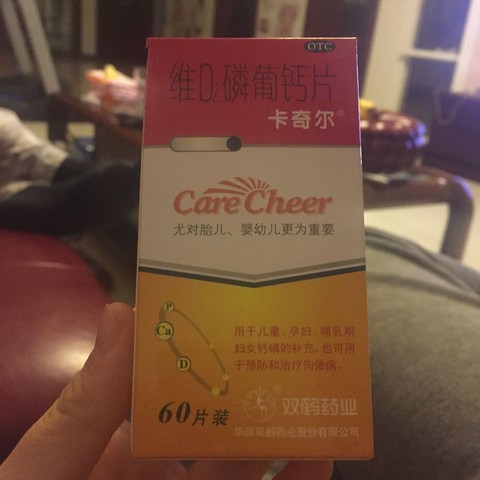 OTC
维D₂磷葡钙片
卡奇尔®
Care Cheer
尤对胎儿、婴幼儿更为重要
P
Ca
D
用于儿童、孕妇、哺乳期
妇女钙磷的补充,也可用
于预防和治疗佝偻病。
60片装
双鹤药业
华润双鹤药业股份有限公司